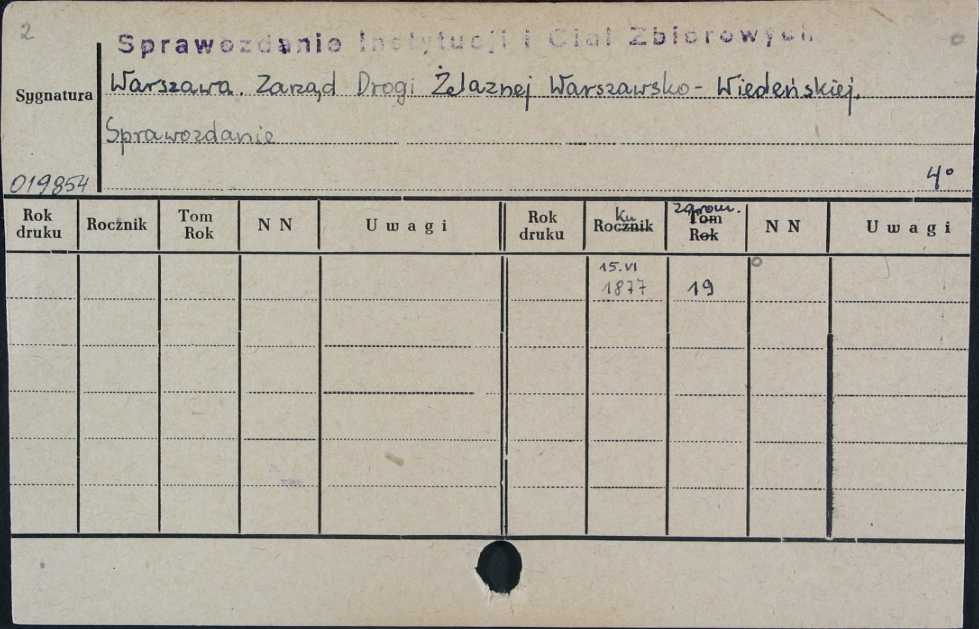 2
Sprawozdanie Instytucji i Ciał Zbiorowych
Sygnatura
Warszawa. Zarząd Drogi Żelaznej Warszawsko-Wiedeńskiej.
Sprawozdanie
019854
4°
Rok druku Rocznik Tom Rok N N Uwagi Rok druku Rocznik ku Tom Rok zgrom. N N Uwagi
15.VI
1877 19